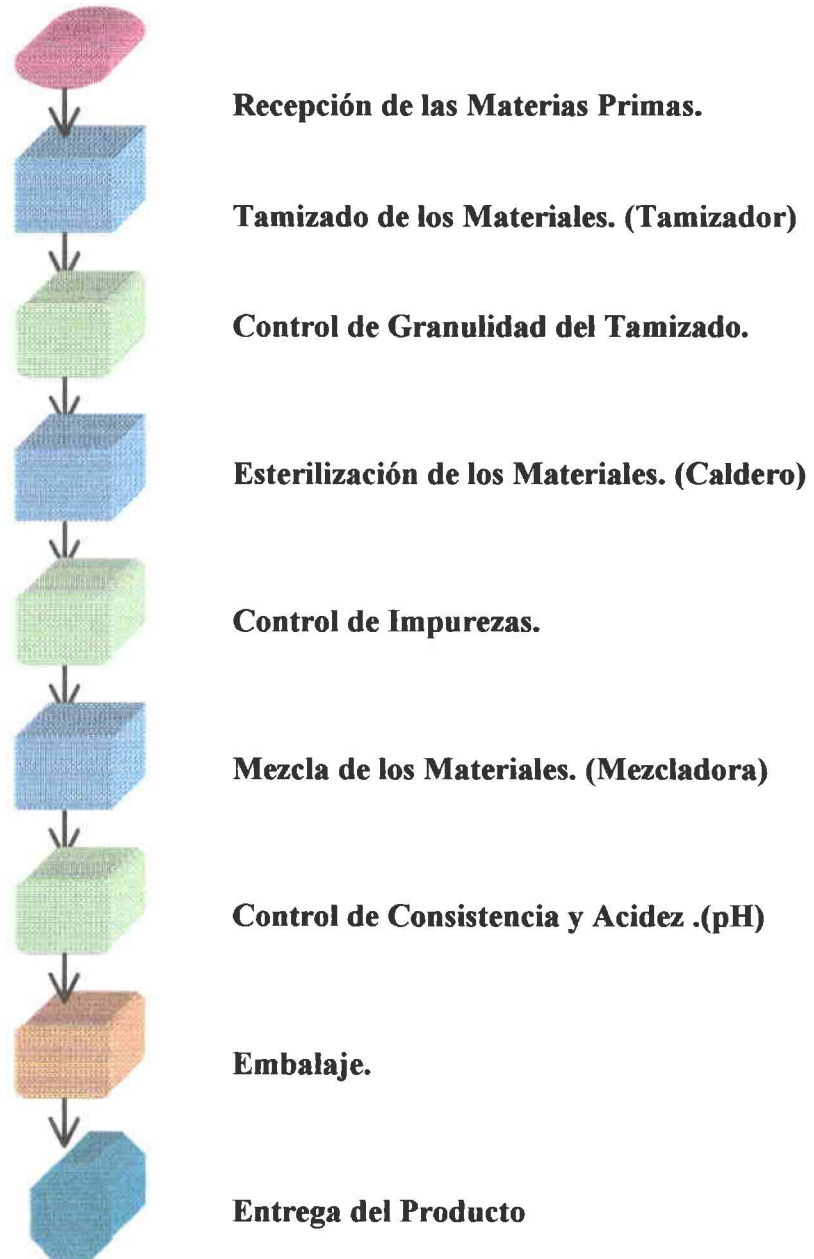 Recepción de las Materias Primas.
Tamizado de los Materiales. (Tamizador)
Control de Granulidad del Tamizado.
Esterilización de los Materiales. (Caldero)
Control de Impurezas.
Mezcla de los Materiales. (Mezcladora)
Control de Consistencia y Acidez .(pH)
Embalaje.
Entrega del Producto